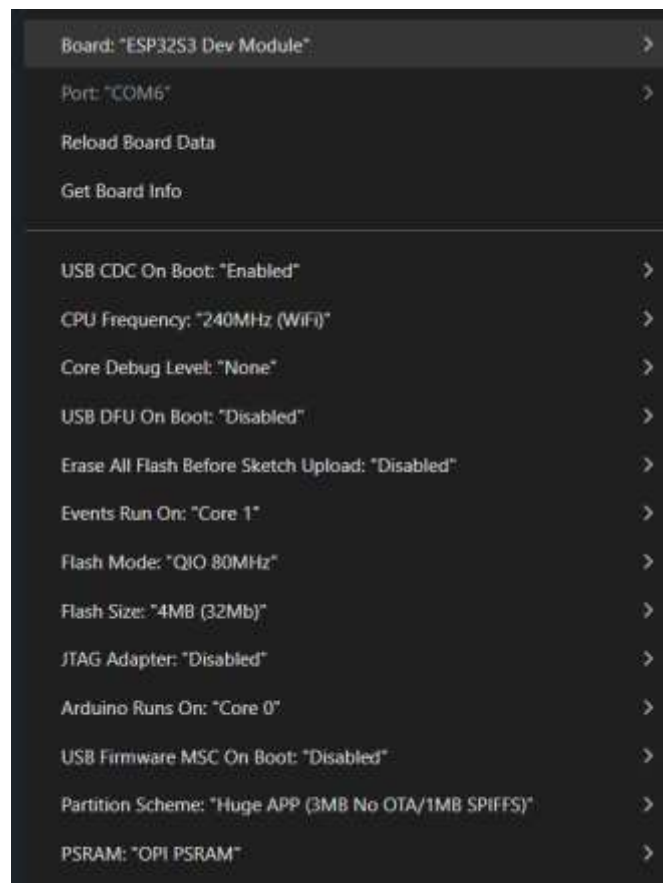 Board: "ESP32S3 Dev Module"
Port: "COM6"
Reload Board Data
Get Board Info
USB CDC On Boot: "Enabled"
CPU Frequency: "240MHz (WiFi)"
Core Debug Level: "None"
USB DFU On Boot: "Disabled"
Erase All Flash Before Sketch Upload: "Disabled"
Events Run On: "Core 1"
Flash Mode: "QIO 80MHz"
Flash Size: "4MB (32Mb)"
JTAG Adapter: "Disabled"
Arduino Runs On: "Core 0"
USB Firmware MSC On Boot: "Disabled"
Partition Scheme: "Huge APP (3MB No OTA/1MB SPIFFS)"
PSRAM: "OPI PSRAM"